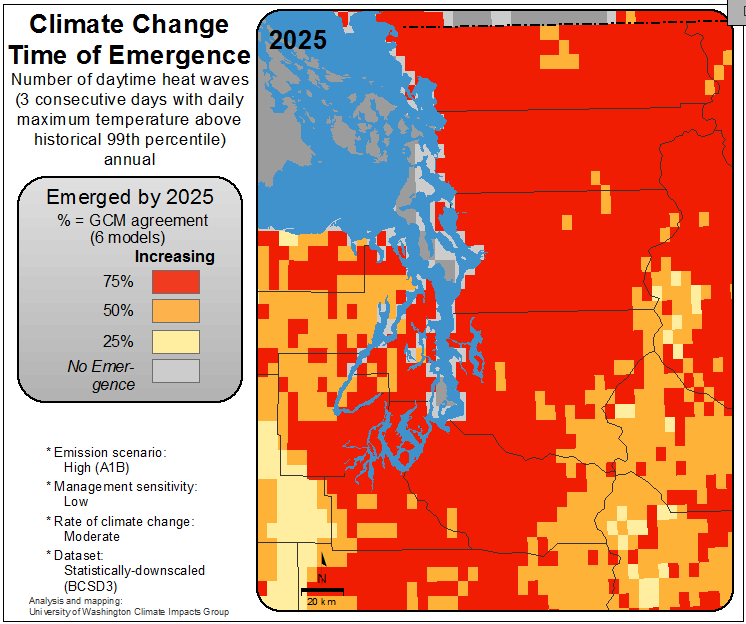 Climate Change
Time of Emergence
Number of daytime heat waves
(3 consecutive days with daily
maximum temperature above
historical 99th percentile)
annual
Emerged by 2025
% = GCM agreement
(6 models)
Increasing
75%
50%
25%
No Emer-
gence
* Emission scenario:
High (A1B)
* Management sensitivity:
Low
* Rate of climate change:
Moderate
* Dataset:
Statistically-downscaled
(BCSD3)
Analysis and mapping:
University of Washington Climate Impacts Group
2025
N
20 km